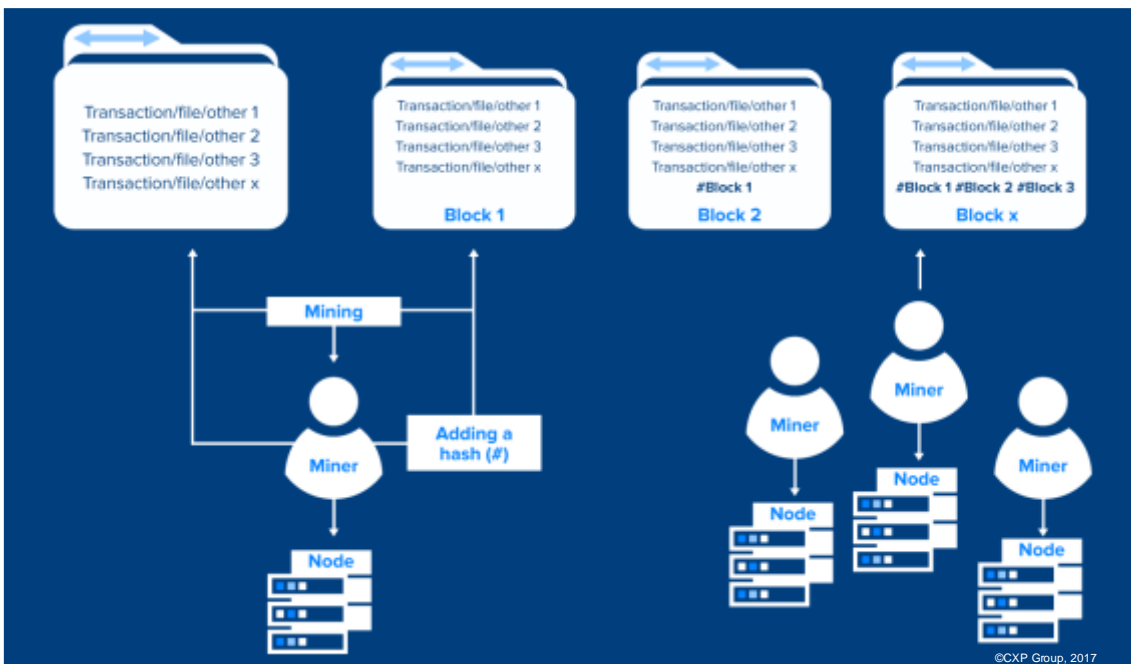 Transaction/file/other 1
Transaction/file/other 2
Transaction/file/other 3
Transaction/file/other x
Transaction/file/other 1
Transaction/file/other 2
Transaction/file/other 3
Transaction/file/other x
Block 1
Transaction/file/other 1
Transaction/file/other 2
Transaction/file/other 3
Transaction/file/other x
#Block 1
Block 2
Transaction/file/other 1
Transaction/file/other 2
Transaction/file/other 3
Transaction/file/other x
#Block 1 #Block 2 #Block 3
Block x
Mining
Adding a
hash (#)
Miner
Node
Miner
Node
Miner
Node
Miner
Node
©CXP Group, 2017